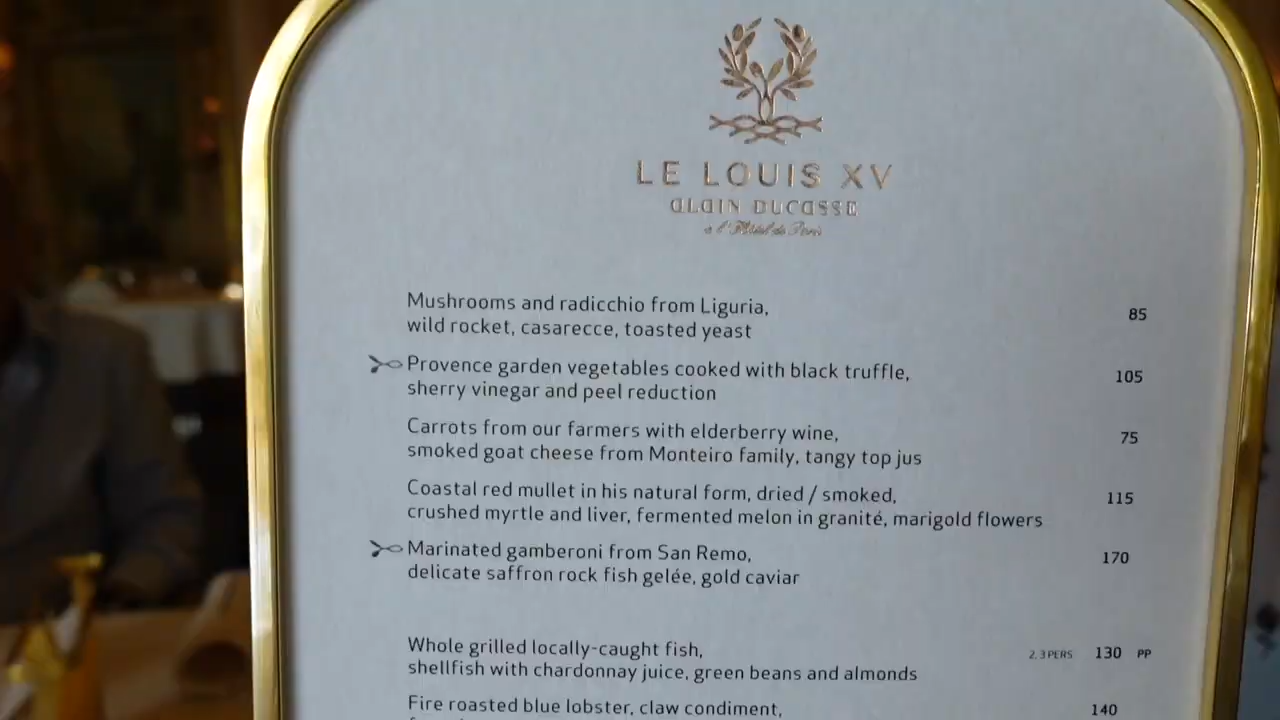 LE LOUIS XV
ALAIN DUCASSE
à l'Hôtel de Paris
Mushrooms and radicchio from Liguria,
wild rocket, casarecce, toasted yeast 85
Provence garden vegetables cooked with black truffle,
sherry vinegar and peel reduction 105
Carrots from our farmers with elderberry wine,
smoked goat cheese from Monteiro family, tangy top jus 75
Coastal red mullet in his natural form, dried / smoked,
crushed myrtle and liver, fermented melon in granité, marigold flowers 115
Marinated gamberoni from San Remo,
delicate saffron rock fish gelée, gold caviar 170
Whole grilled locally-caught fish, 2, 3 PERS 130 PP
shellfish with chardonnay juice, green beans and almonds
Fire roasted blue lobster, claw condiment, 140